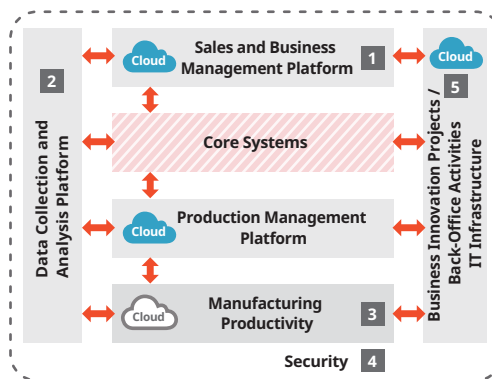 2
Data Collection and
Analysis Platform
Cloud
Sales and Business
Management Platform
1
Core Systems
Cloud
Production Management
Platform
Cloud
Manufacturing
Productivity
3
Cloud
5
Business Innovation Projects /
Back-Office Activities
IT Infrastructure
Security
4